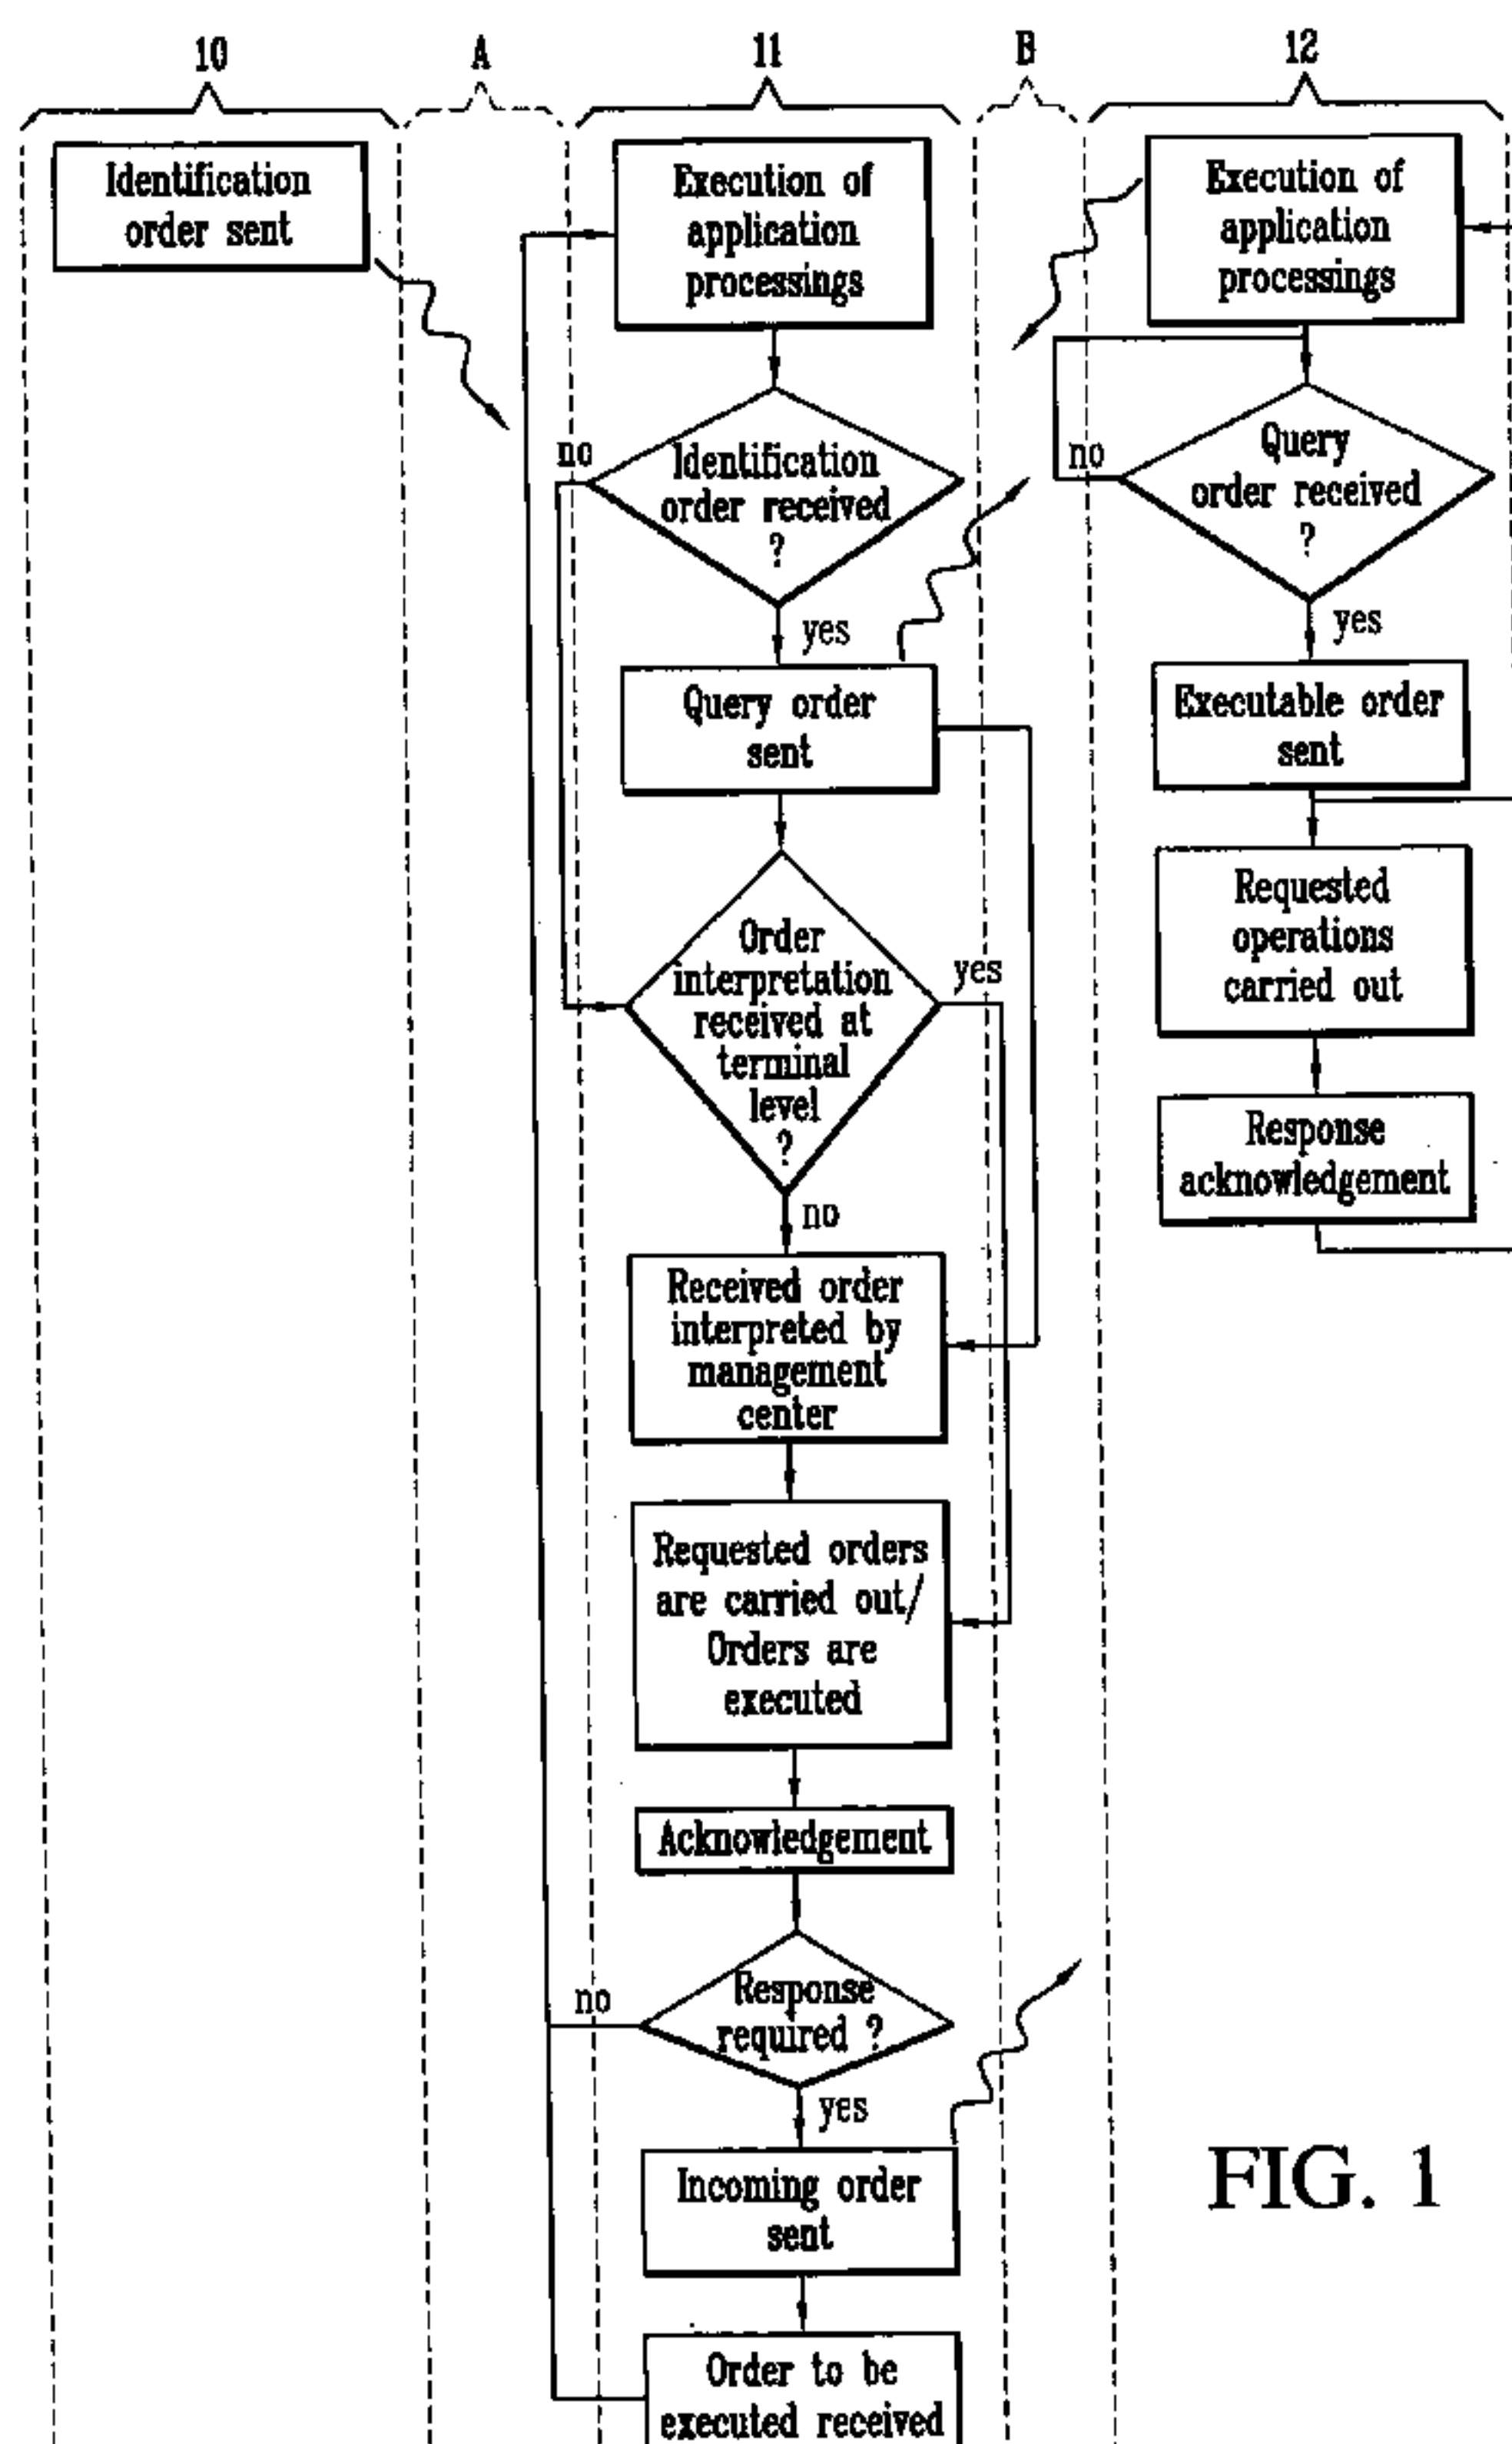 10
A
11
B
12
Identification
order sent
Execution of
application
processings
Execution of
application
processings
no
Identification
order received
?
yes
no
Query
order received
?
yes
Query order
sent
Executable order
sent
Order
interpretation
received at
terminal
level
?
yes
no
Requested
operations
carried out
Response
acknowledgement
Received order
interpreted by
management
center
Requested orders
are carried out/
Orders are
executed
Acknowledgement
no
Response
required ?
yes
Incoming order
sent
Order to be
executed received
FIG. 1